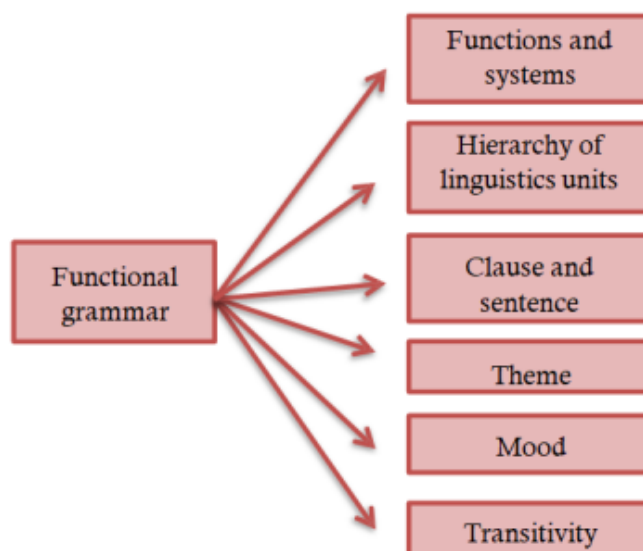 Functional
grammar
Functions and
systems
Hierarchy of
linguistics units
Clause and
sentence
Theme
Mood
Transitivity